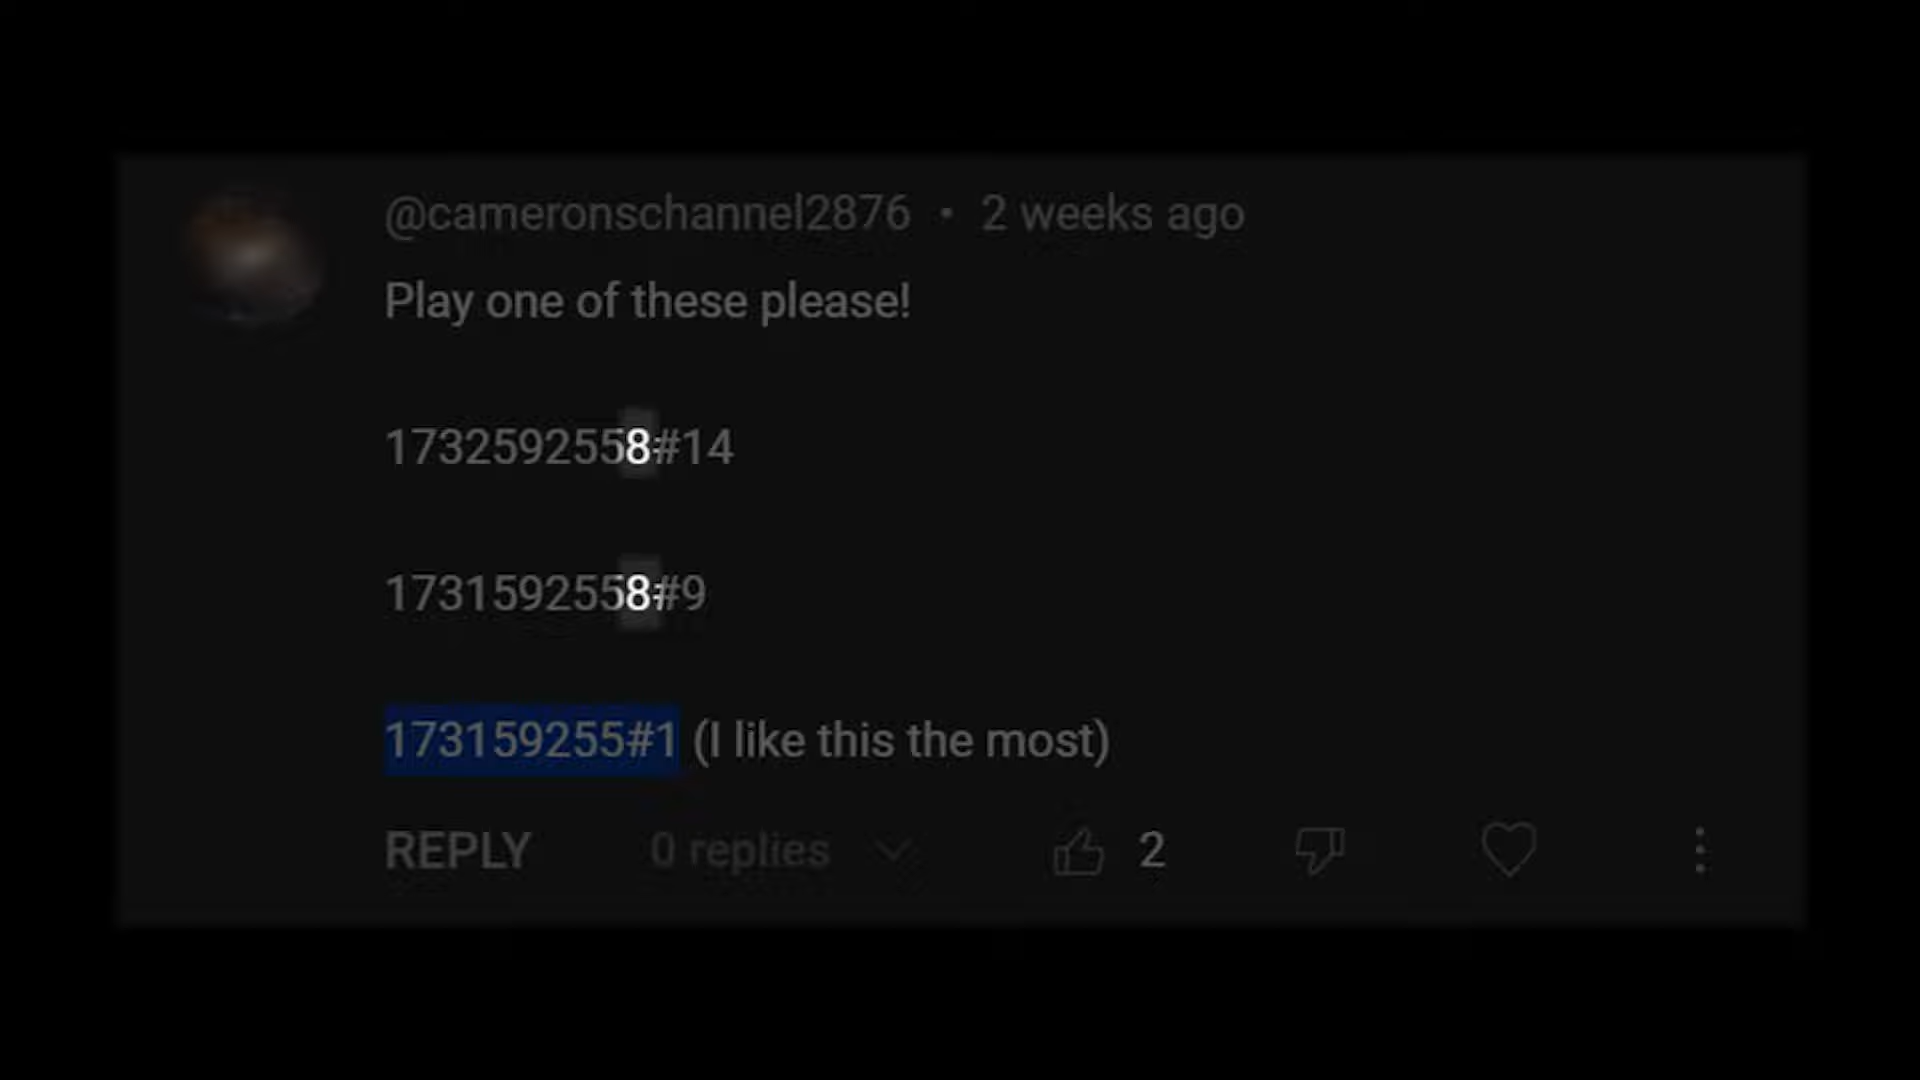 @cameronschannel2876 • 2 weeks ago
Play one of these please!
1732592558#14
1731592558#9
173159255#1 (I like this the most)
REPLY 0 replies 2